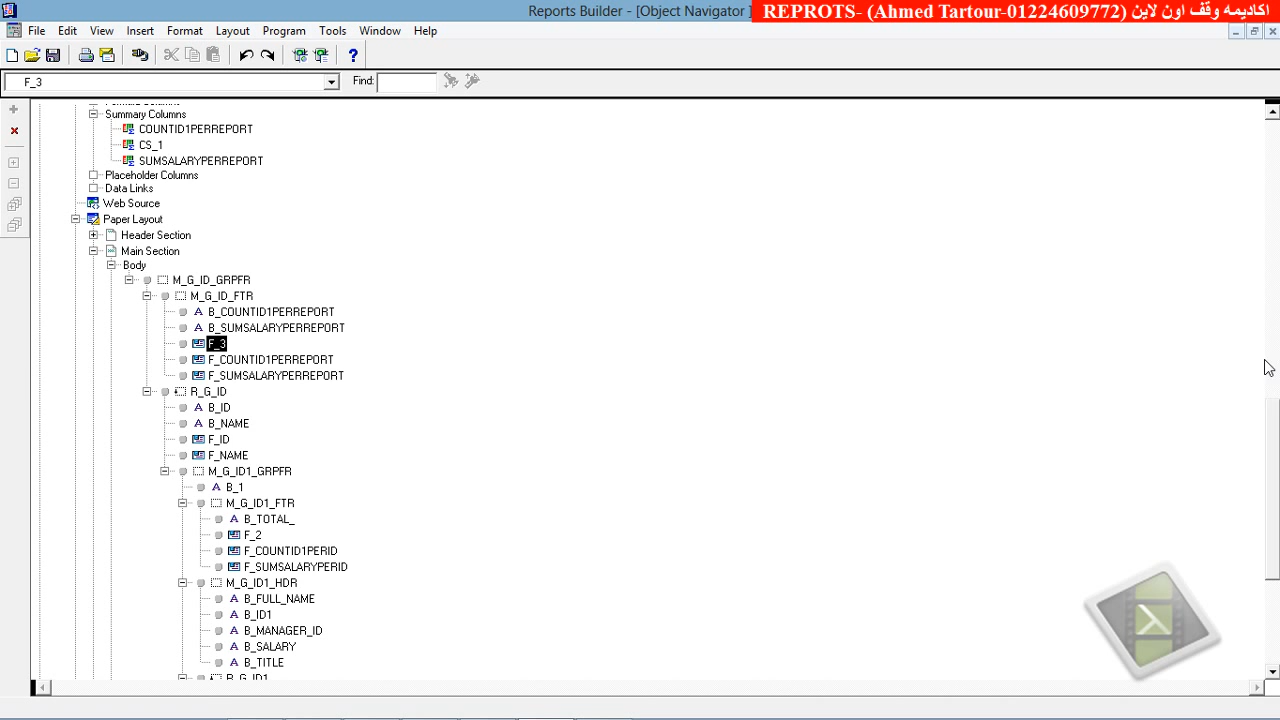 Reports Builder - [Object Navigator ]
REPROTS- (Ahmed Tartour-01224609772) اكاديمه وقف اون لاين
File Edit View Insert Format Layout Program Tools Window Help
F_3 Find:
Summary Columns
COUNTID1PERREPORT
CS_1
SUMSALARYPERREPORT
Placeholder Columns
Data Links
Web Source
Paper Layout
Header Section
Main Section
Body
M_G_ID_GRPFR
M_G_ID_FTR
B_COUNTID1PERREPORT
B_SUMSALARYPERREPORT
F_3
F_COUNTID1PERREPORT
F_SUMSALARYPERREPORT
R_G_ID
B_ID
B_NAME
F_ID
F_NAME
M_G_ID1_GRPFR
B_1
M_G_ID1_FTR
B_TOTAL_
F_2
F_COUNTID1PERID
F_SUMSALARYPERID
M_G_ID1_HDR
B_FULL_NAME
B_ID1
B_MANAGER_ID
B_SALARY
B_TITLE
R_G_ID1